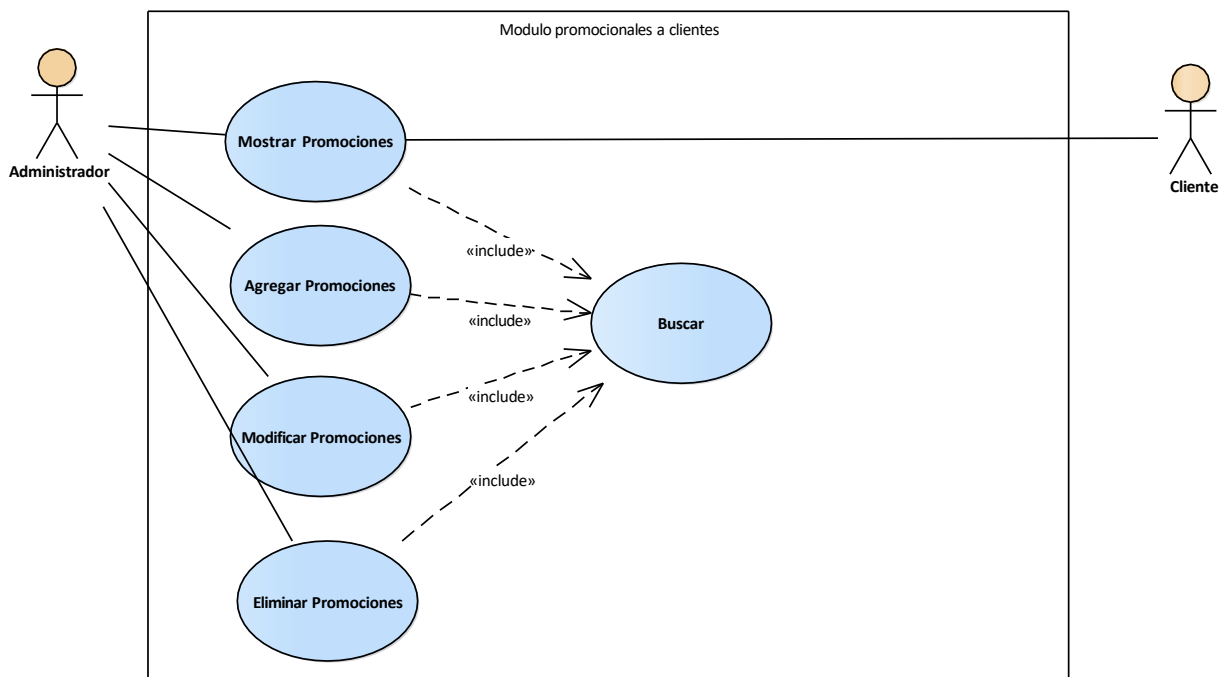 Modulo promocionales a clientes
Administrador
Cliente
Mostrar Promociones
«include»
Agregar Promociones
«include»
Buscar
Modificar Promociones
«include»
«include»
Eliminar Promociones